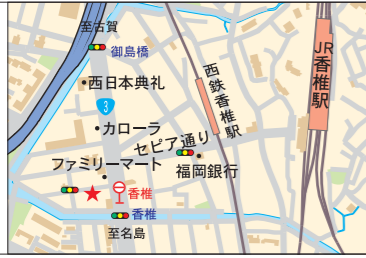 至古賀
御島橋
西日本典礼
3
カローラ
セピア通り
ファミリーマート
福岡銀行
西鉄香椎駅
JR香椎駅
香椎
香椎
至名島